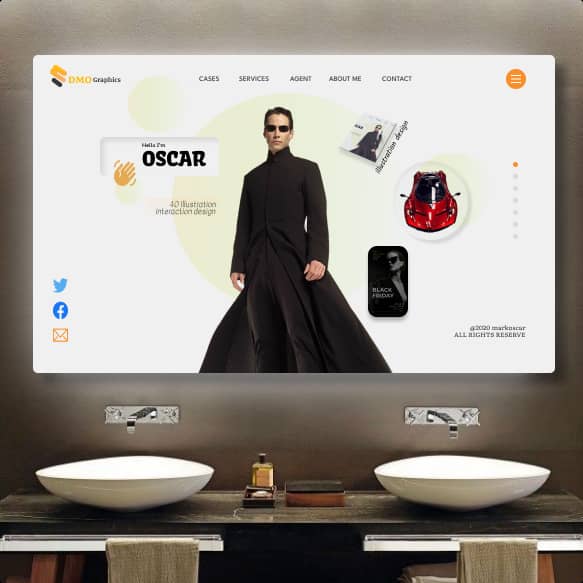 DMO Graphics
CASES SERVICES AGENT ABOUT ME CONTACT
Hello I'm
OSCAR
40 Illustration
interaction design
illustration design
BLACK
FRIDAY
@2020 markoscar
ALL RIGHTS RESERVE